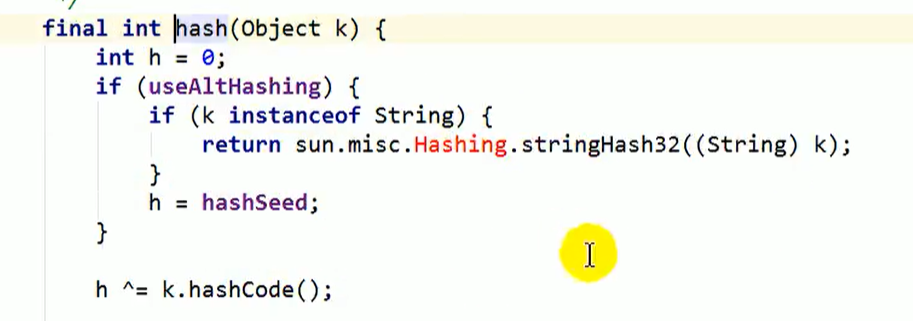 */
final int hash(Object k) {
int h = 0;
if (useAltHashing) {
if (k instanceof String) {
return sun.misc.Hashing.stringHash32((String) k);
}
h = hashSeed;
}
h ^= k.hashCode();